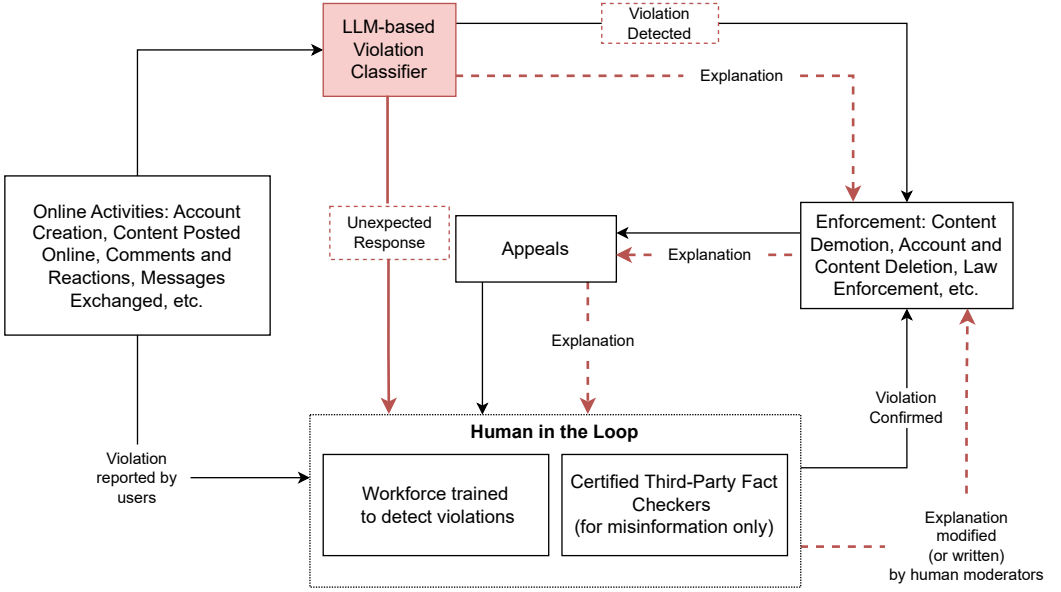 LLM-based
Violation
Classifier
Violation
Detected
Explanation
Online Activities: Account
Creation, Content Posted
Online, Comments and
Reactions, Messages
Exchanged, etc.
Unexpected
Response
Appeals
Explanation
Enforcement: Content
Demotion, Account and
Content Deletion, Law
Enforcement, etc.
Explanation
Violation
Confirmed
Human in the Loop
Violation
reported by
users
Workforce trained
to detect violations
Certified Third-Party Fact
Checkers
(for misinformation only)
Explanation
modified
(or written)
by human moderators